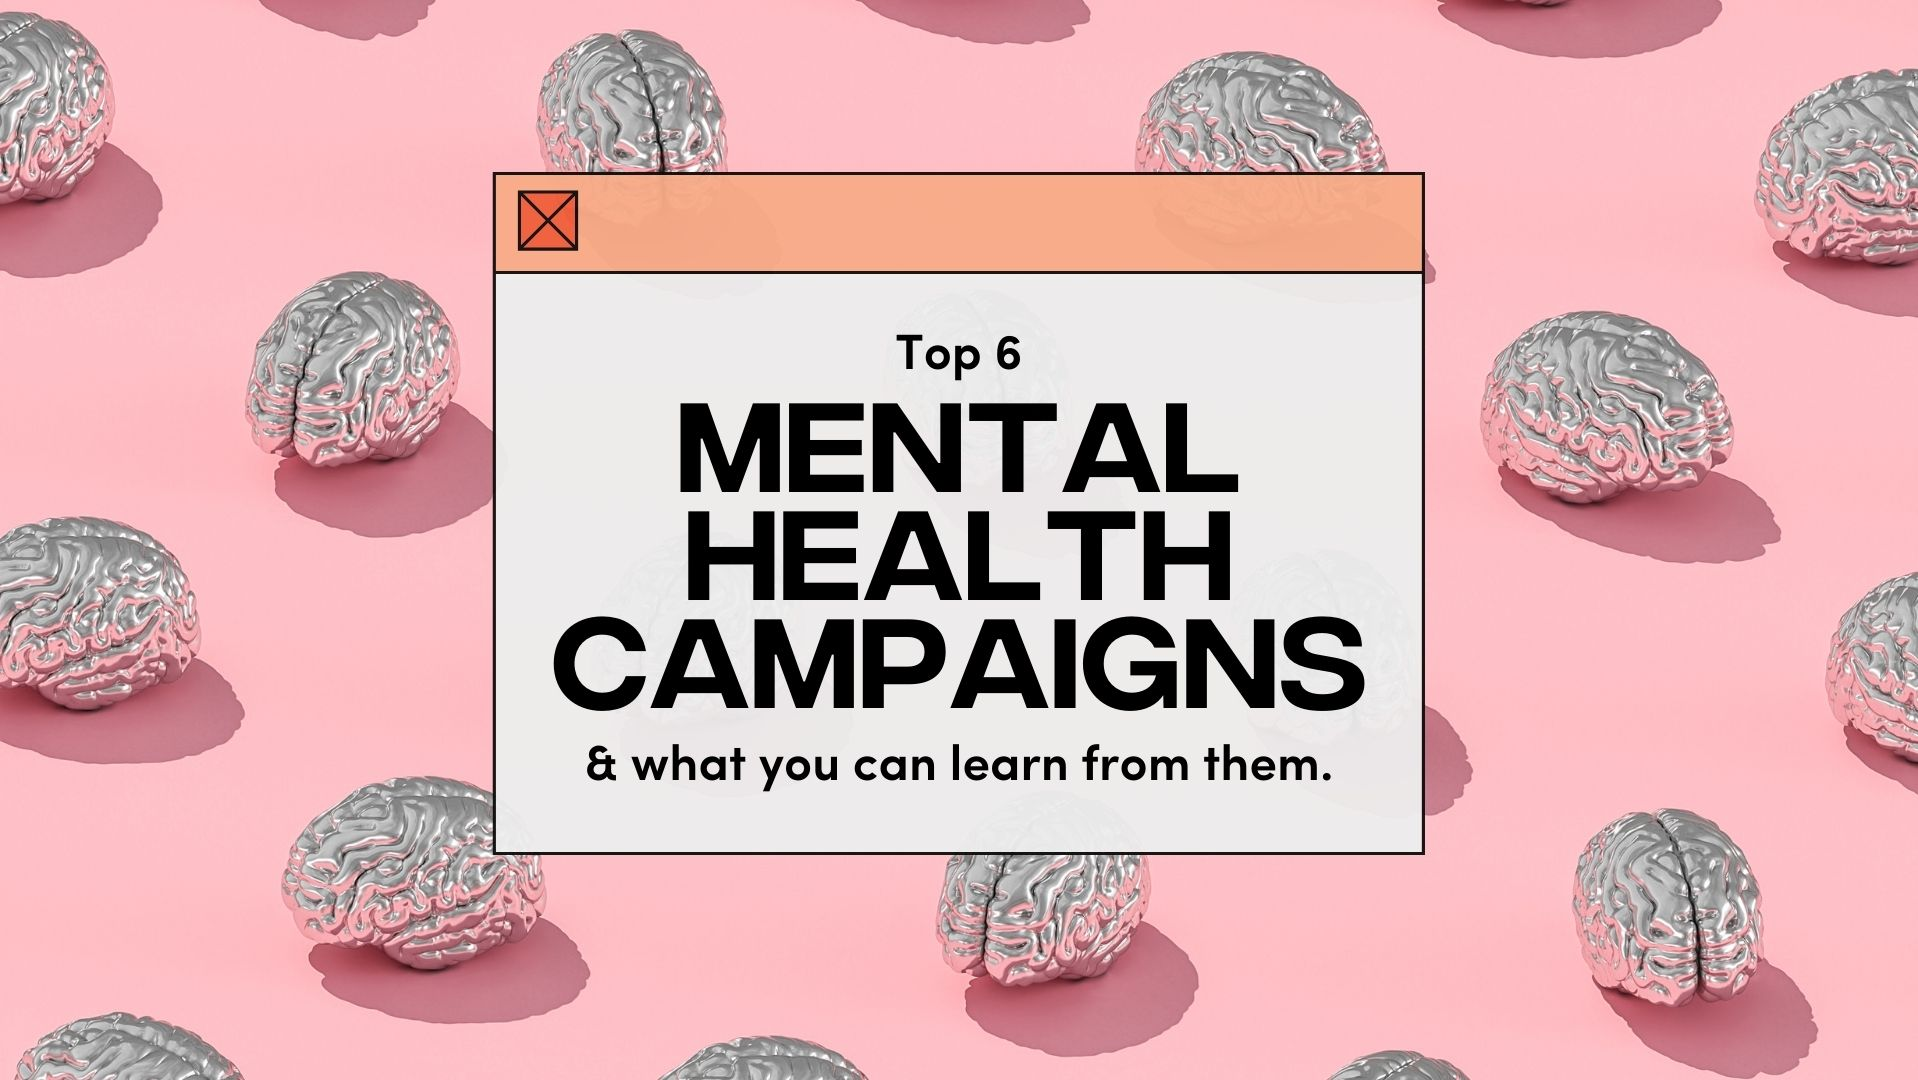 Top 6
MENTAL
HEALTH
CAMPAIGNS
& what you can learn from them.